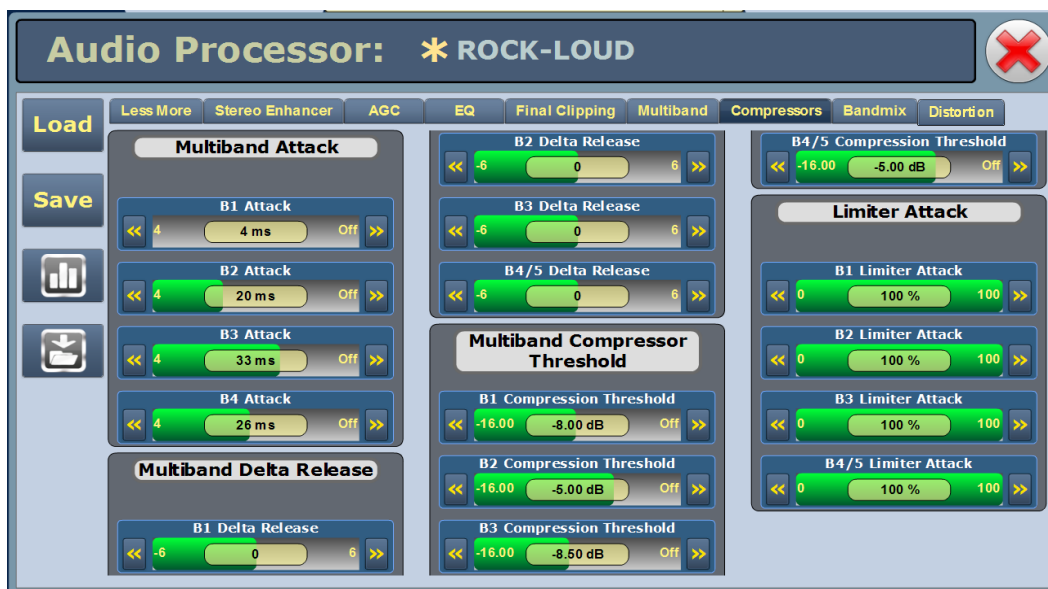 Audio Processor: * ROCK-LOUD
Load
Save
Less More Stereo Enhancer AGC EQ Final Clipping Multiband Compressors Bandmix Distortion
Multiband Attack
B1 Attack
<< 4 4 ms Off >>
B2 Attack
<< 4 20 ms Off >>
B3 Attack
<< 4 33 ms Off >>
B4 Attack
<< 4 26 ms Off >>
Multiband Delta Release
B1 Delta Release
<< -6 0 6 >>
B2 Delta Release
<< -6 0 6 >>
B3 Delta Release
<< -6 0 6 >>
B4/5 Delta Release
<< -6 0 6 >>
Multiband Compressor
Threshold
B1 Compression Threshold
<< -16.00 -8.00 dB Off >>
B2 Compression Threshold
<< -16.00 -5.00 dB Off >>
B3 Compression Threshold
<< -16.00 -8.50 dB Off >>
B4/5 Compression Threshold
<< -16.00 -5.00 dB Off >>
Limiter Attack
B1 Limiter Attack
<< 0 100 % 100 >>
B2 Limiter Attack
<< 0 100 % 100 >>
B3 Limiter Attack
<< 0 100 % 100 >>
B4/5 Limiter Attack
<< 0 100 % 100 >>